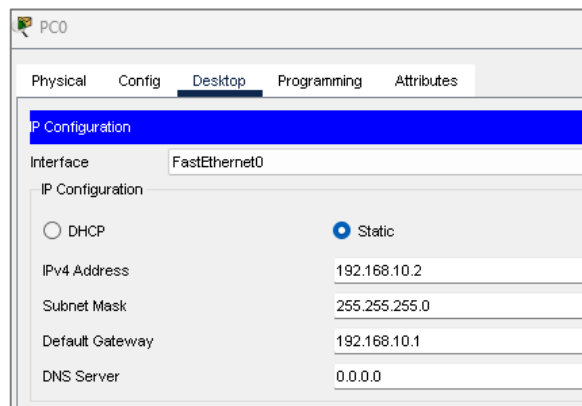 PC0
Physical Config Desktop Programming Attributes
IP Configuration
Interface FastEthernet0
IP Configuration
DHCP Static
IPv4 Address 192.168.10.2
Subnet Mask 255.255.255.0
Default Gateway 192.168.10.1
DNS Server 0.0.0.0